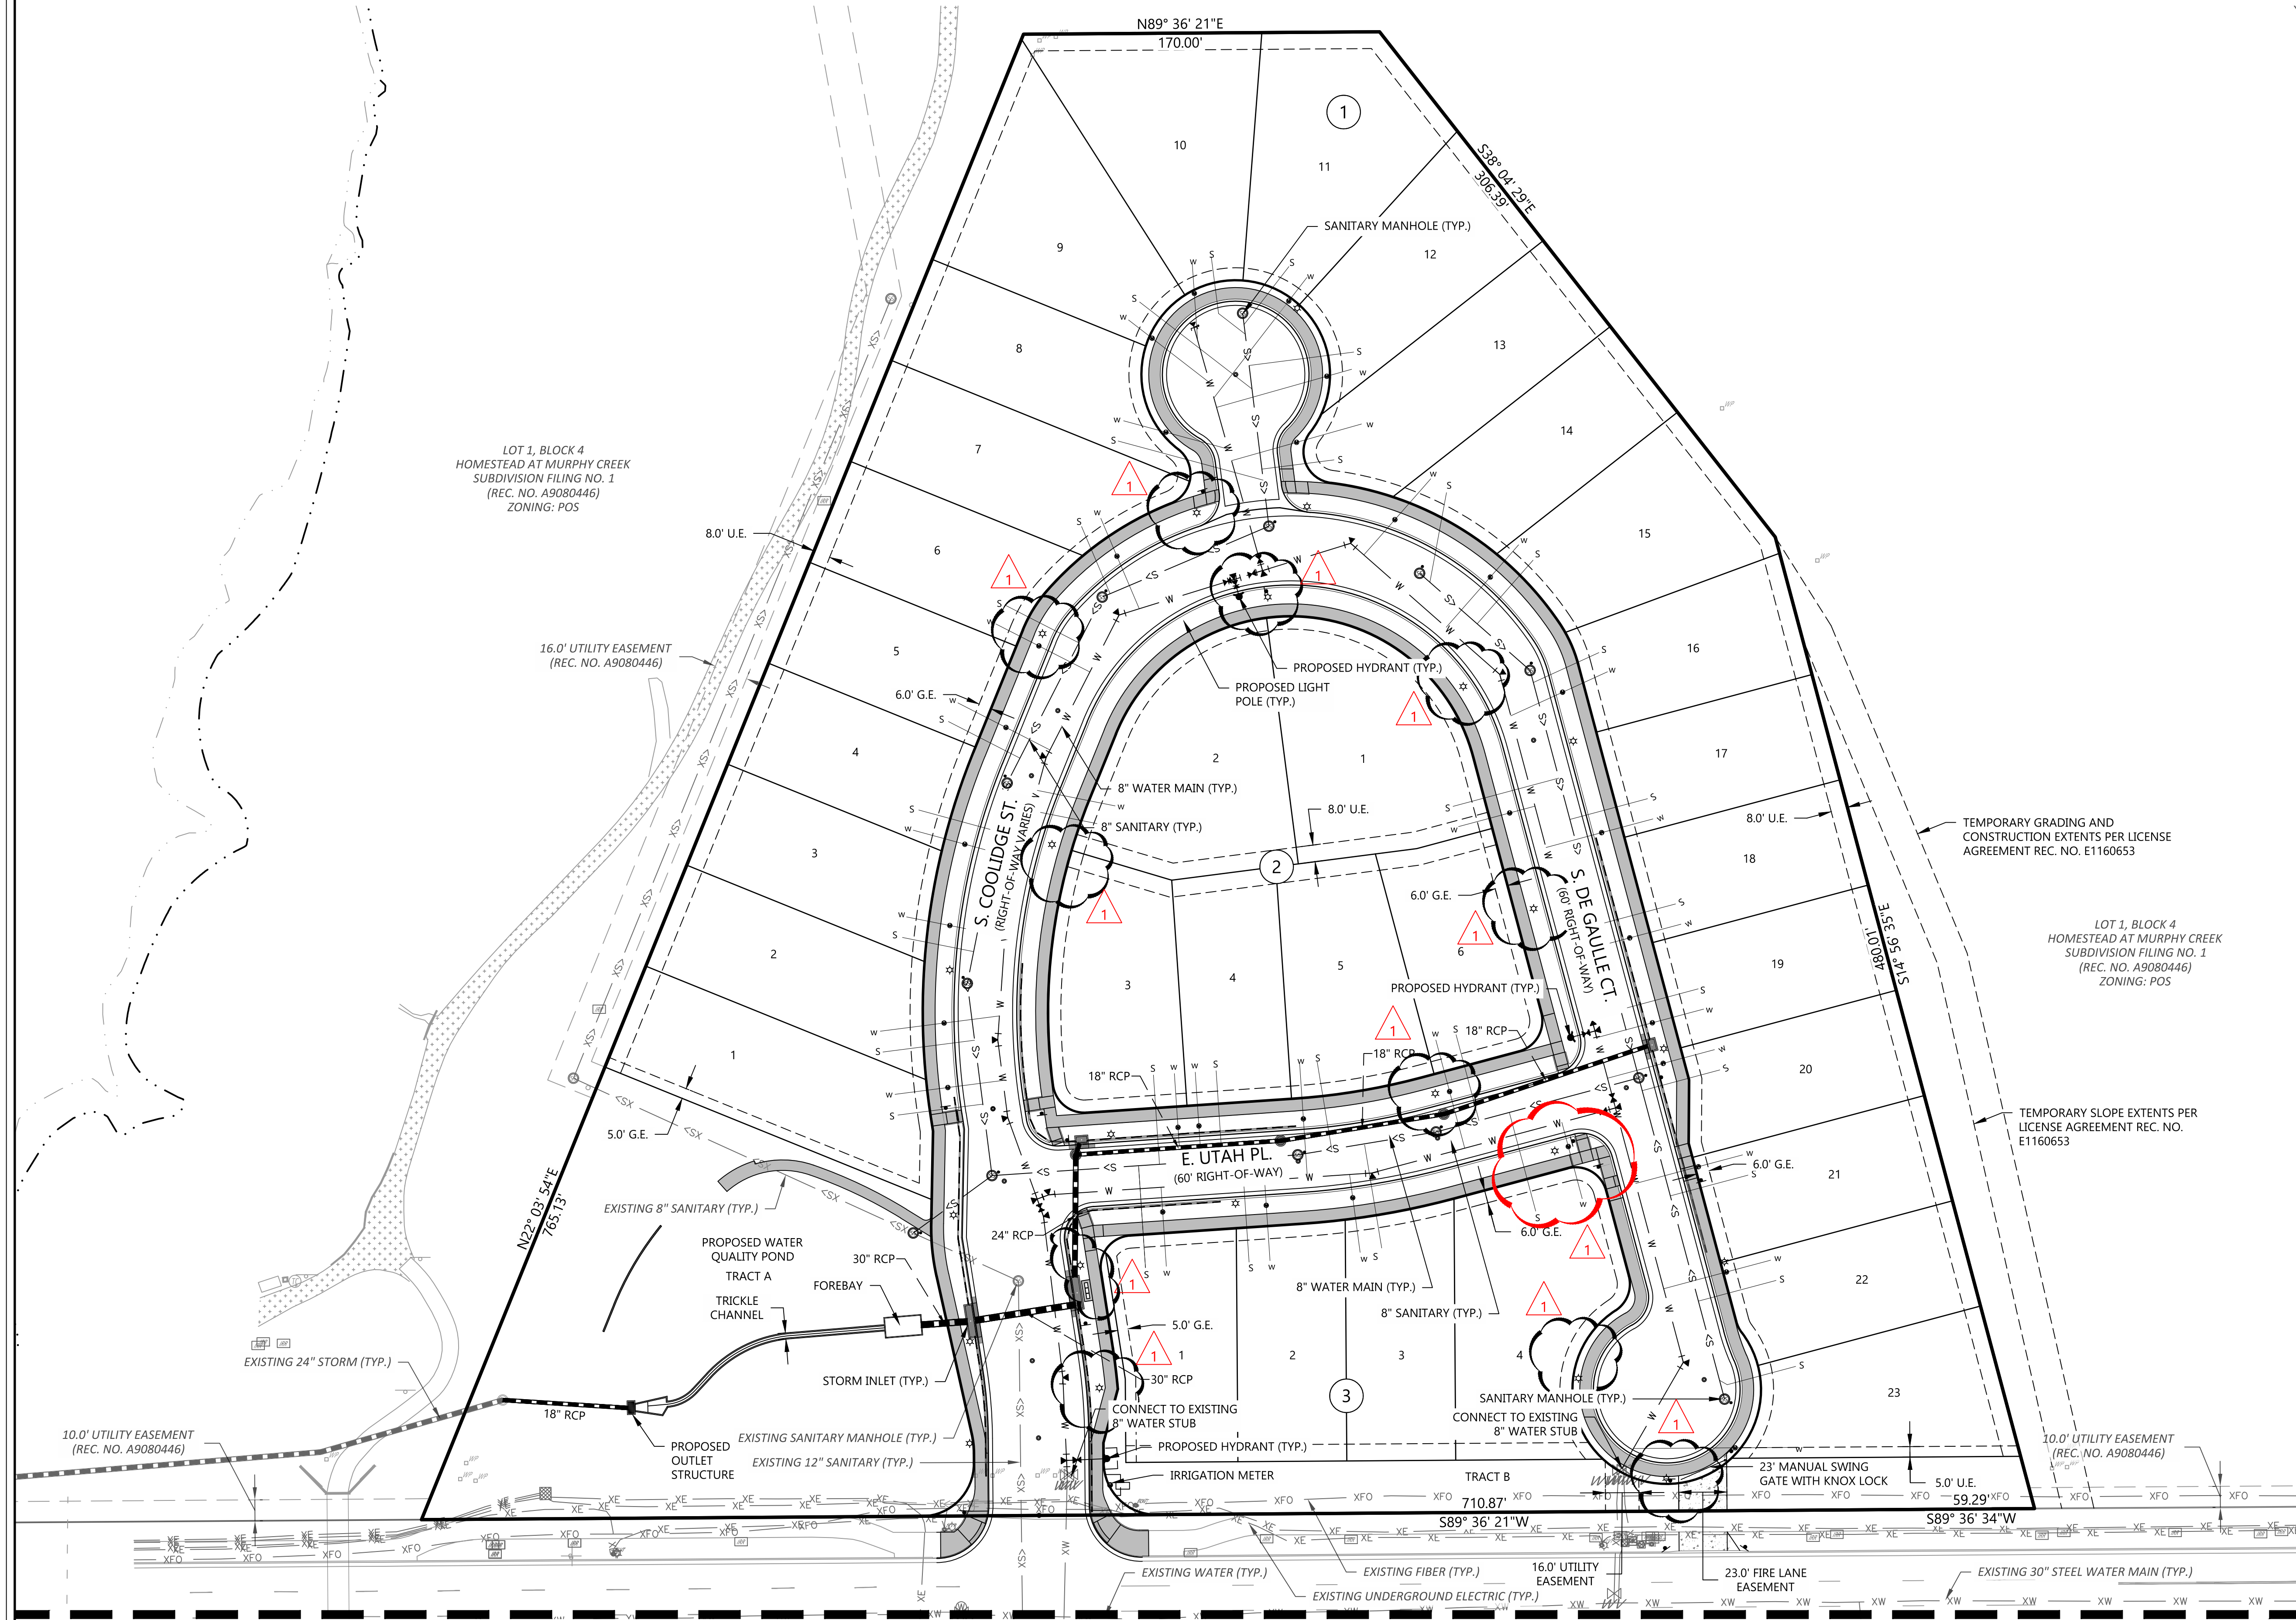 N89° 36' 21"E
170.00'
1
10
11
S38° 04' 29"E
306.39'
SANITARY MANHOLE (TYP.)
9
12
8
13
7
14
LOT 1, BLOCK 4
HOMESTEAD AT MURPHY CREEK
SUBDIVISION FILING NO. 1
(REC. NO. A9080446)
ZONING: POS
1
8.0' U.E.
6
15
1
1
16.0' UTILITY EASEMENT
(REC. NO. A9080446)
5
16
6.0' G.E.
PROPOSED HYDRANT (TYP.)
PROPOSED LIGHT
POLE (TYP.)
1
4
2
1
17
8" WATER MAIN (TYP.)
8" SANITARY (TYP.)
8.0' U.E.
8.0' U.E.
TEMPORARY GRADING AND
CONSTRUCTION EXTENTS PER LICENSE
AGREEMENT REC. NO. E1160653
3
S. COOLIDGE ST.
(RIGHT-OF-WAY VARIES)
2
18
6.0' G.E.
S. DE GAULLE CT.
(60' RIGHT-OF-WAY)
1
1
S14° 56' 35"E
480.01'
LOT 1, BLOCK 4
HOMESTEAD AT MURPHY CREEK
SUBDIVISION FILING NO. 1
(REC. NO. A9080446)
ZONING: POS
2
3
4
5
6
19
PROPOSED HYDRANT (TYP.)
1
18" RCP
18" RCP
1
18" RCP
20
TEMPORARY SLOPE EXTENTS PER
LICENSE AGREEMENT REC. NO.
E1160653
5.0' G.E.
E. UTAH PL.
(60' RIGHT-OF-WAY)
6.0' G.E.
21
N22° 03' 54"E
765.13'
EXISTING 8" SANITARY (TYP.)
24" RCP
6.0' G.E.
1
PROPOSED WATER
QUALITY POND
TRACT A
30" RCP
FOREBAY
TRICKLE
CHANNEL
1
8" WATER MAIN (TYP.)
8" SANITARY (TYP.)
1
22
5.0' G.E.
1
1
2
3
4
EXISTING 24" STORM (TYP.)
STORM INLET (TYP.)
30" RCP
3
SANITARY MANHOLE (TYP.)
23
18" RCP
CONNECT TO EXISTING
8" WATER STUB
CONNECT TO EXISTING
8" WATER STUB
1
10.0' UTILITY EASEMENT
(REC. NO. A9080446)
PROPOSED
OUTLET
STRUCTURE
EXISTING SANITARY MANHOLE (TYP.)
EXISTING 12" SANITARY (TYP.)
PROPOSED HYDRANT (TYP.)
IRRIGATION METER
TRACT B
23' MANUAL SWING
GATE WITH KNOX LOCK
5.0' U.E.
10.0' UTILITY EASEMENT
(REC. NO. A9080446)
710.87'
S89° 36' 21"W
59.29'
S89° 36' 34"W
EXISTING WATER (TYP.)
EXISTING FIBER (TYP.)
EXISTING UNDERGROUND ELECTRIC (TYP.)
16.0' UTILITY
EASEMENT
23.0' FIRE LANE
EASEMENT
EXISTING 30" STEEL WATER MAIN (TYP.)